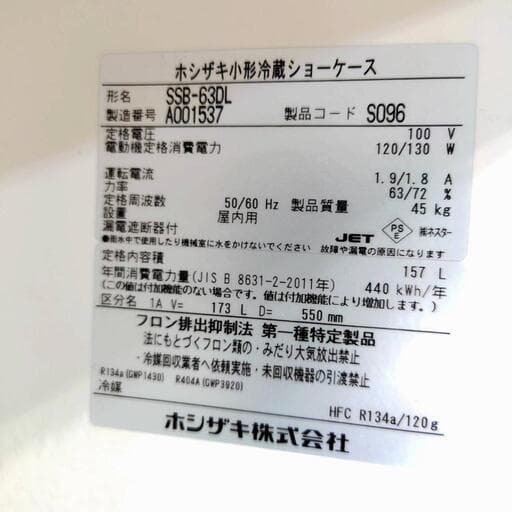 ホシザキ小形冷蔵ショーケース
形名 SSB-63DL
製造番号 A001537 製品コード S096
定格電圧 100 V
電動機定格消費電力 120/130 W
運転電流 1.9/1.8 A
力率 63/72 %
定格周波数 50/60 Hz 製品質量 45 kg
設置 屋内用
漏電遮断器付 JET PS E ㈱ネスター
●雨水中で使用したり機械室に水をかけないでください 故障や漏電の原因になります
定格内容積 157 L
年間消費電力量(JIS B 8631-2-2011年) 440 kWh/年
(この値は付加機能のない場合です。値は付加機能により増加します。)
区分名 1A V= 173 L D= 550 mm
フロン排出抑制法 第一種特定製品
法にもとづくフロン類の・みだり大気放出禁止
・冷媒回収業者へ依頼実施・未回収機器の引渡禁止
R134a(GWP1430) R404A(GWP3920)
冷媒 HFC R134a/120g
ホシザキ株式会社